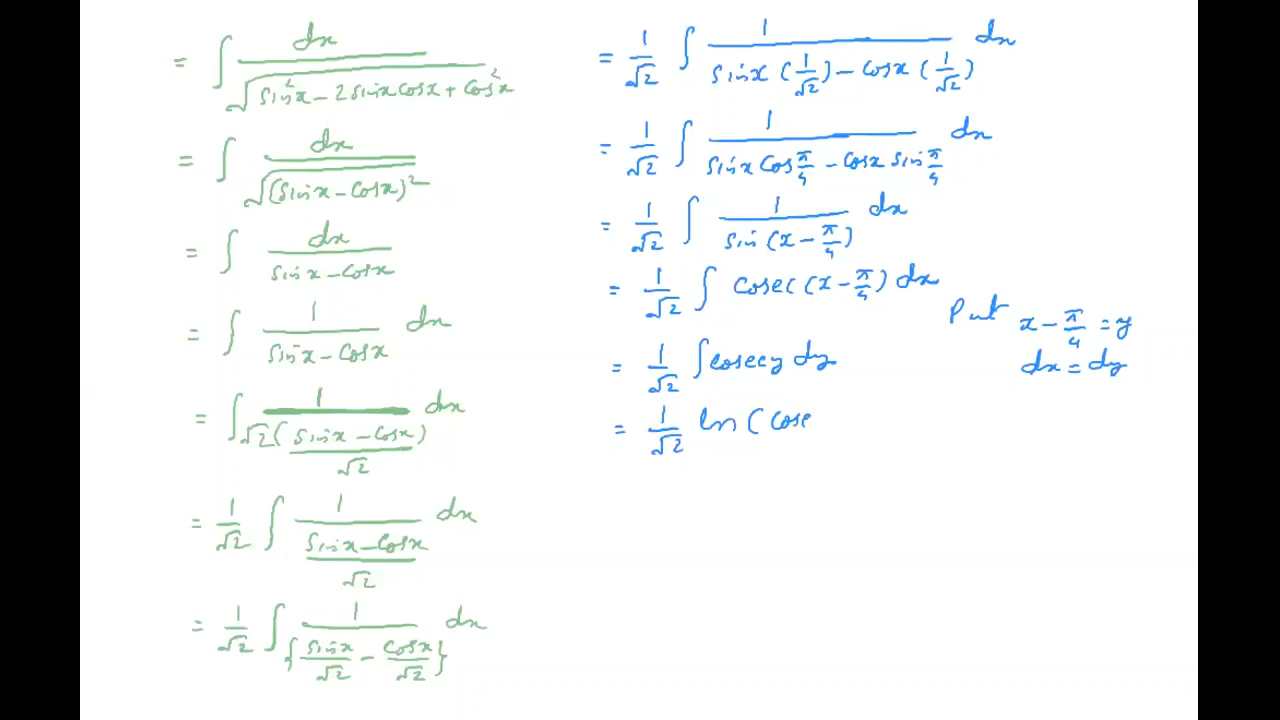 = ∫ dx / √(sin²x − 2 sinx cosx + cos²x)
= ∫ dx / √((sinx − cosx)²)
= ∫ dx / (sinx − cosx)
= ∫ 1 / (sinx − cosx) dx
= ∫ 1 / (√2 ((sinx − cosx) / √2)) dx
= 1/√2 ∫ 1 / ((sinx − cosx) / √2) dx
= 1/√2 ∫ 1 / {sinx/√2 − cosx/√2} dx
= 1/√2 ∫ 1 / (sinx (1/√2) − cosx (1/√2)) dx
= 1/√2 ∫ 1 / (sinx cos π/4 − cosx sin π/4) dx
= 1/√2 ∫ 1 / sin (x − π/4) dx
= 1/√2 ∫ cosec (x − π/4) dx
Put x − π/4 = y
dx = dy
= 1/√2 ∫ cosecy dy
= 1/√2 ln ( cose